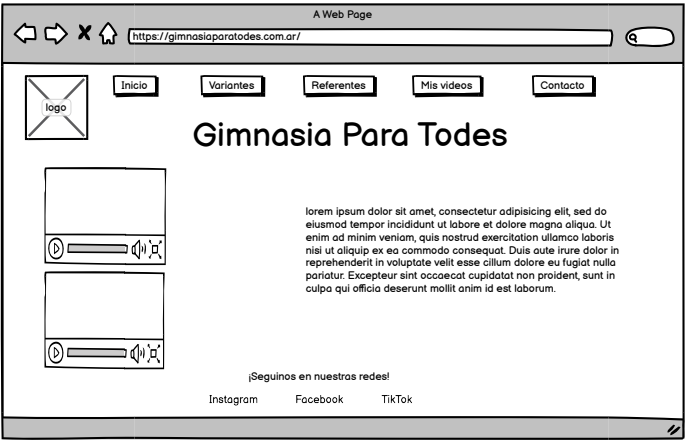 A Web Page
https://gimnasiaparatodes.com.ar/
logo
Inicio
Variantes
Referentes
Mis videos
Contacto
Gimnasia Para Todes
lorem ipsum dolor sit amet, consectetur adipisicing elit, sed do
eiusmod tempor incididunt ut labore et dolore magna aliqua. Ut
enim ad minim veniam, quis nostrud exercitation ullamco laboris
nisi ut aliquip ex ea commodo consequat. Duis aute irure dolor in
reprehenderit in voluptate velit esse cillum dolore eu fugiat nulla
pariatur. Excepteur sint occaecat cupidatat non proident, sunt in
culpa qui officia deserunt mollit anim id est laborum.
¡Seguinos en nuestras redes!
Instagram
Facebook
TikTok